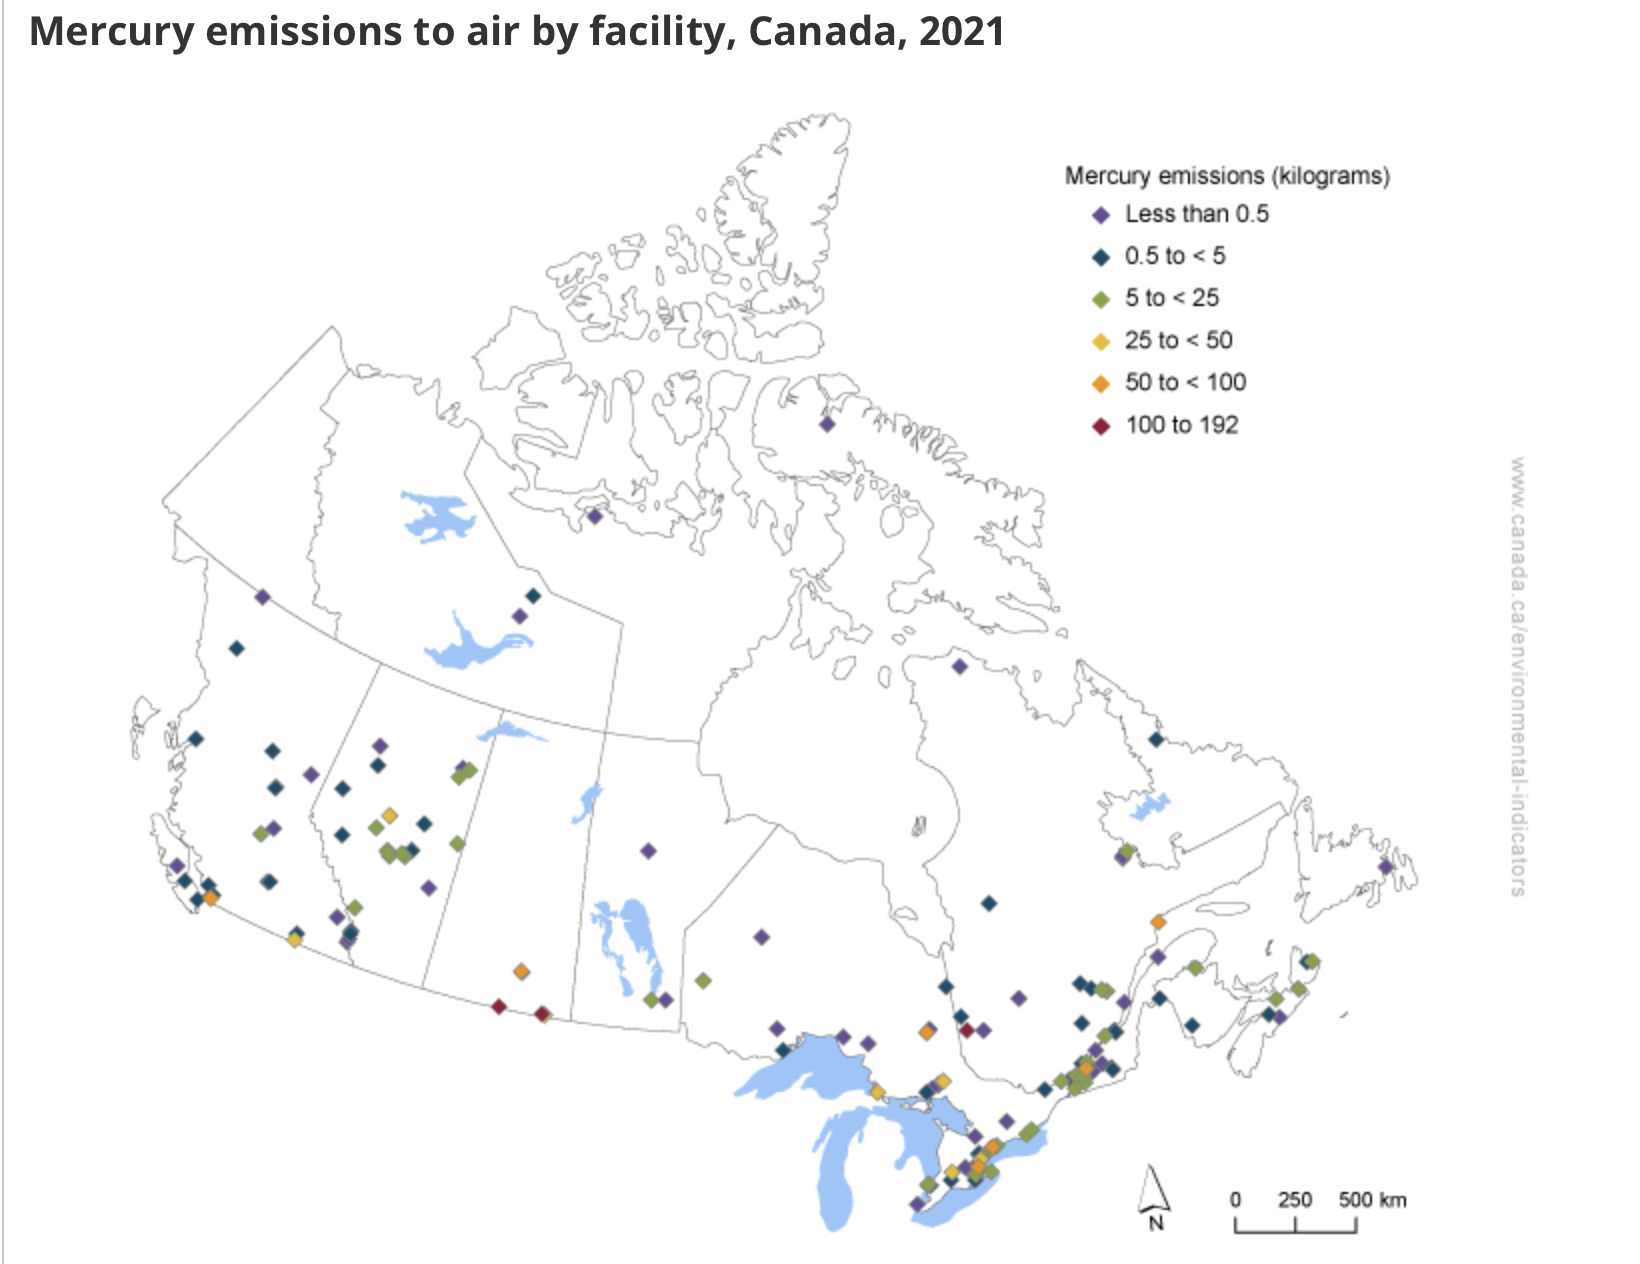 Mercury emissions to air by facility, Canada, 2021
Mercury emissions (kilograms)
Less than 0.5
0.5 to < 5
5 to < 25
25 to < 50
50 to < 100
100 to 192
www.canada.ca/environmental-indicators
N
0 250 500 km